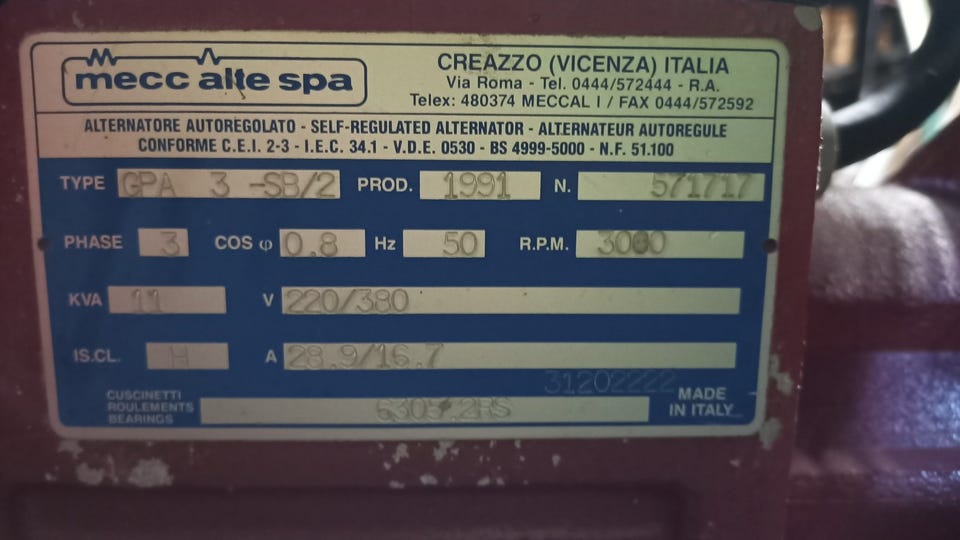 mecc alte spa
CREAZZO (VICENZA) ITALIA
Via Roma - Tel. 0444/572444 - R.A.
Telex: 480374 MECCAL I / FAX 0444/572592
ALTERNATORE AUTOREGOLATO - SELF-REGULATED ALTERNATOR - ALTERNATEUR AUTOREGULE
CONFORME C.E.I. 2-3 - I.E.C. 34.1 - V.D.E. 0530 - BS 4999-5000 - N.F. 51.100
TYPE GPA 3 -SB/2 PROD. 1991 N. 571717
PHASE 3 COS φ 0.8 Hz 50 R.P.M. 3000
KVA 11 V 220/380
IS.CL. H A 28.9/16.7
31202222
CUSCINETTI
ROULEMENTS
BEARINGS
MADE
IN ITALY